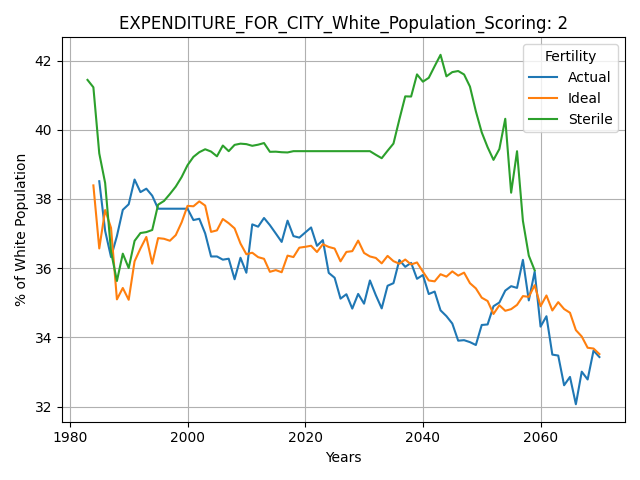 EXPENDITURE_FOR_CITY_White_Population_Scoring: 2
Fertility
Actual
Ideal
Sterile
% of White Population
42
40
38
36
34
32
1980
2000
2020
2040
2060
Years